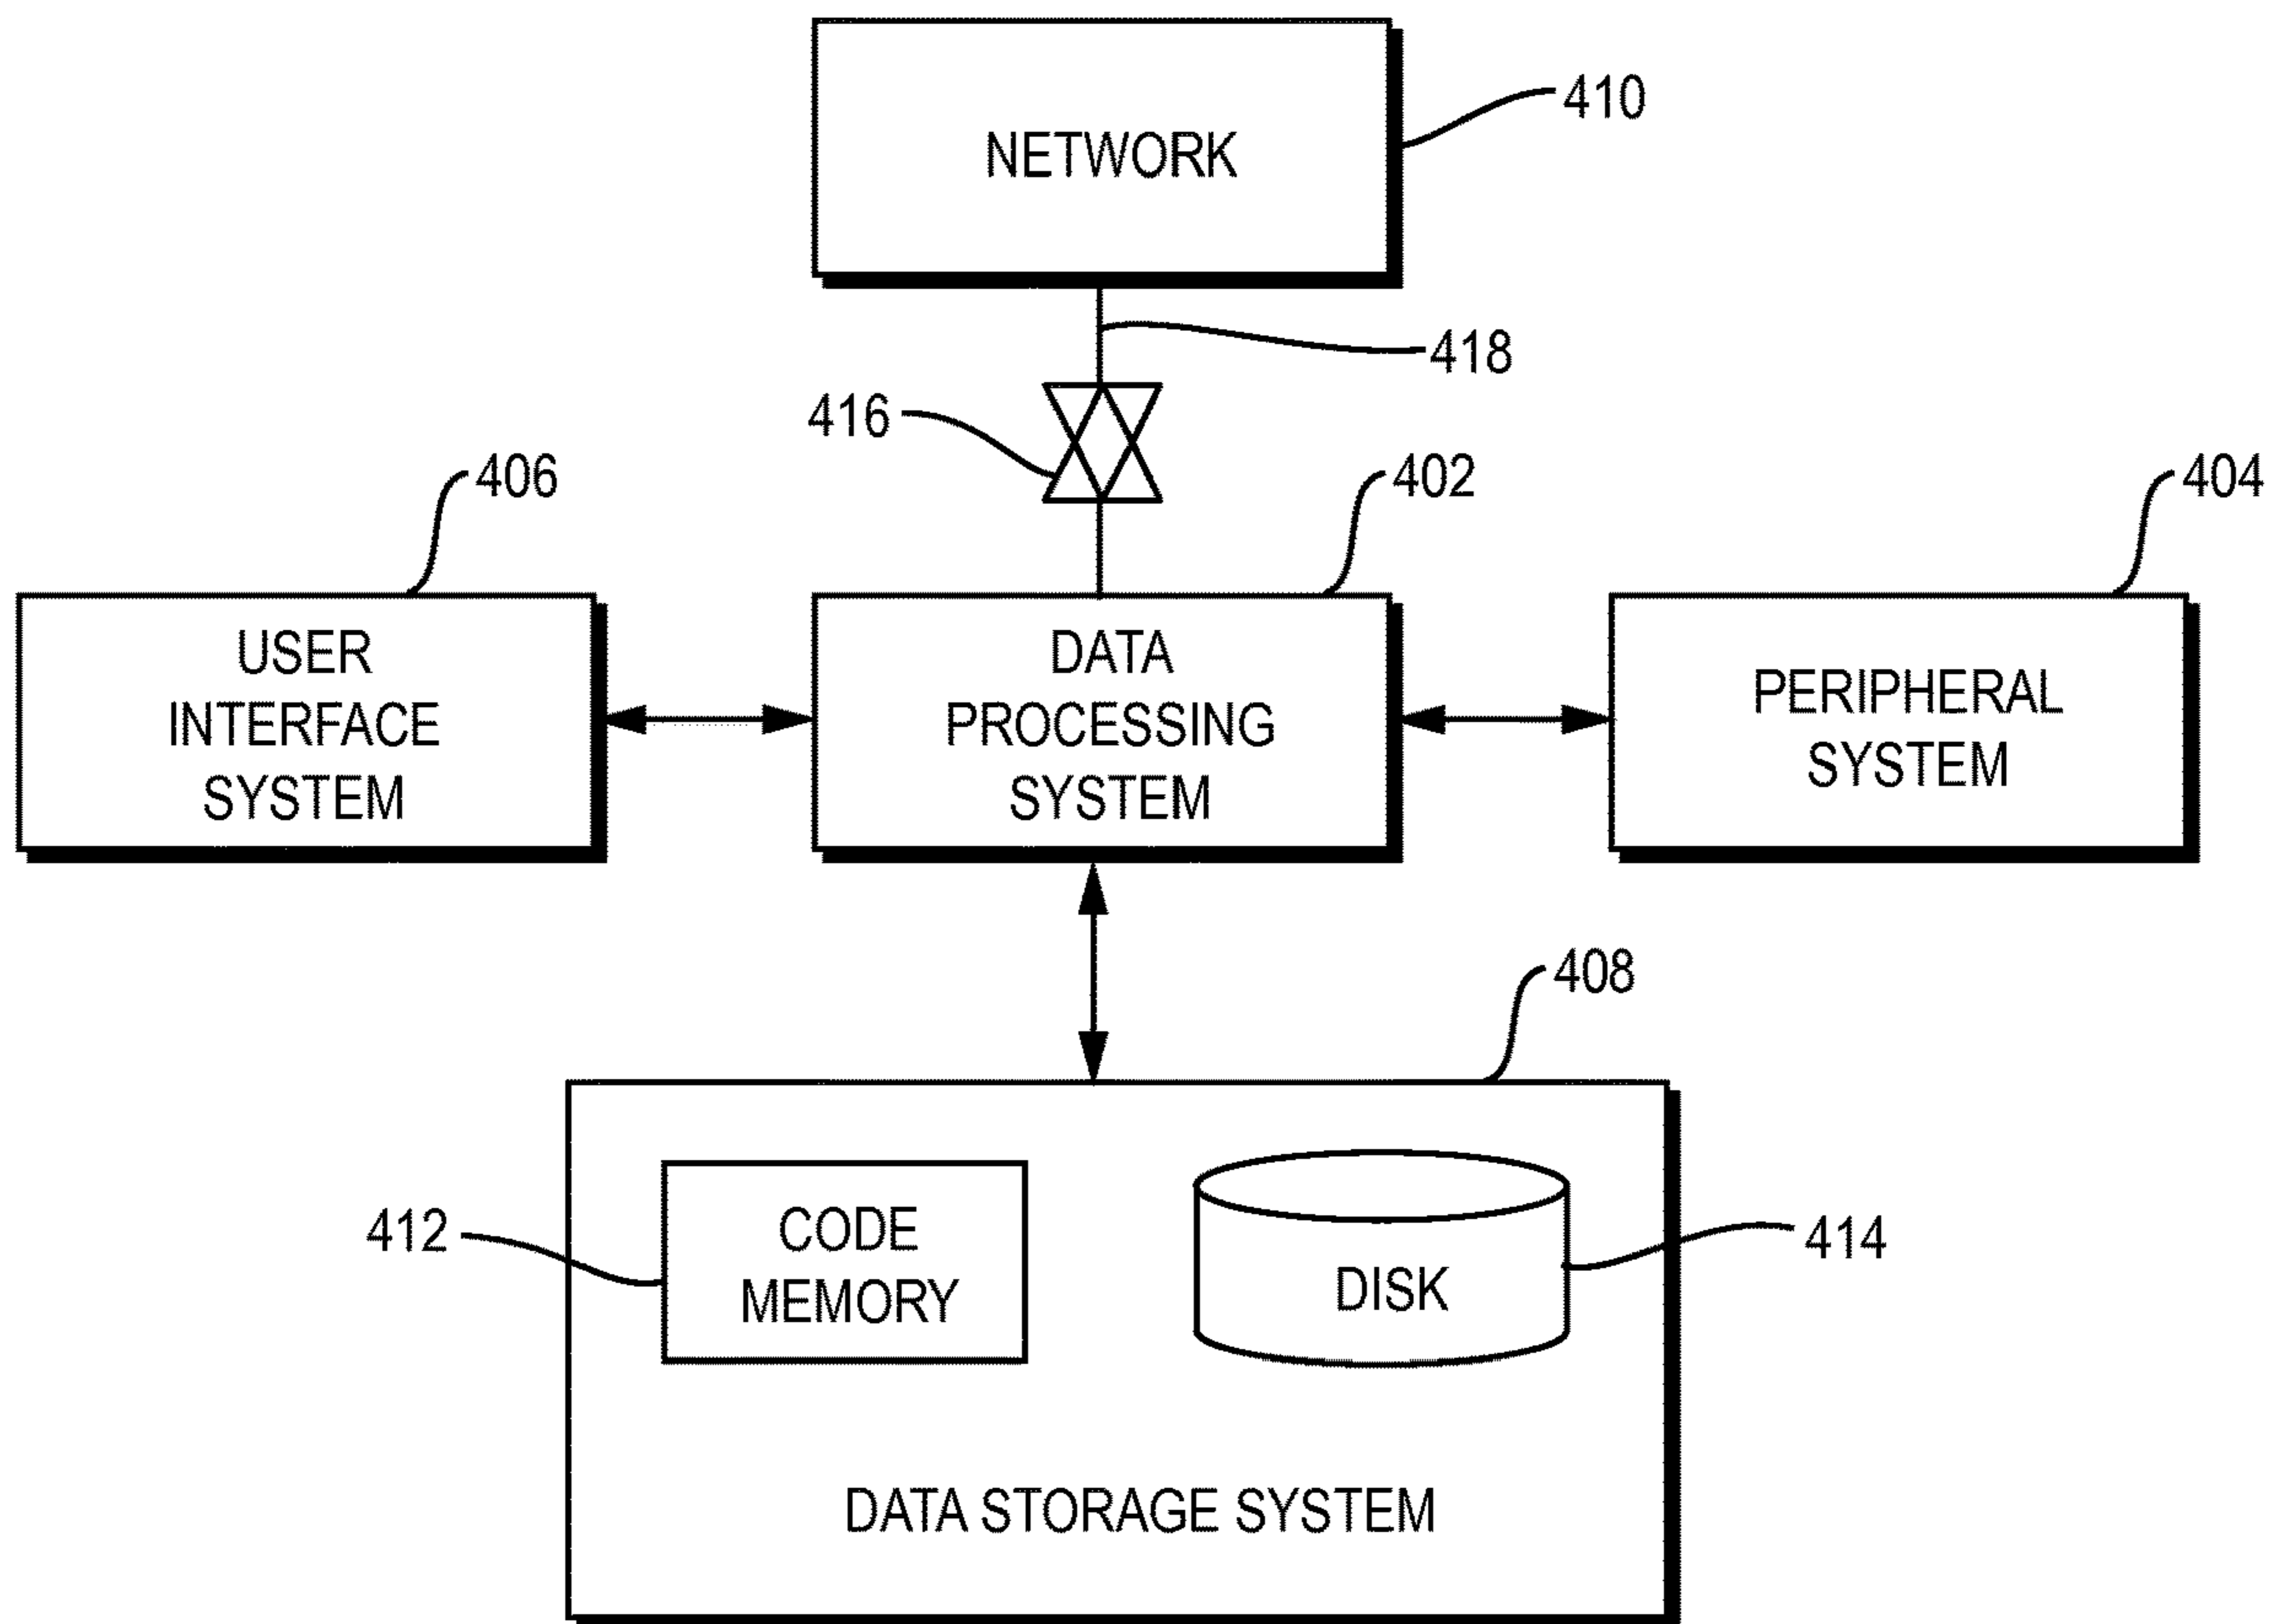 NETWORK
410
418
416
406
402
404
USER
INTERFACE
SYSTEM
DATA
PROCESSING
SYSTEM
PERIPHERAL
SYSTEM
408
412
CODE
MEMORY
DISK
414
DATA STORAGE SYSTEM